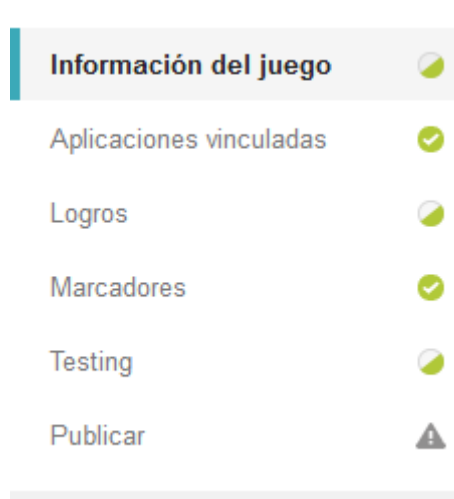 Información del juego
Aplicaciones vinculadas
Logros
Marcadores
Testing
Publicar